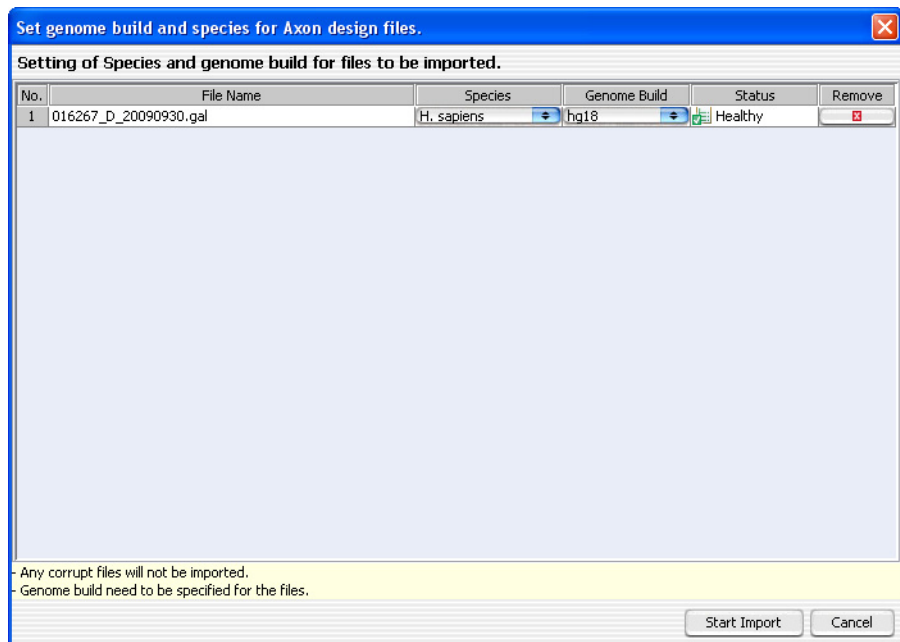 Set genome build and species for Axon design files.
Setting of Species and genome build for files to be imported.
No. File Name Species Genome Build Status Remove
1 016267_D_20090930.gal H. sapiens hg18 Healthy
- Any corrupt files will not be imported.
- Genome build need to be specified for the files.
Start Import Cancel